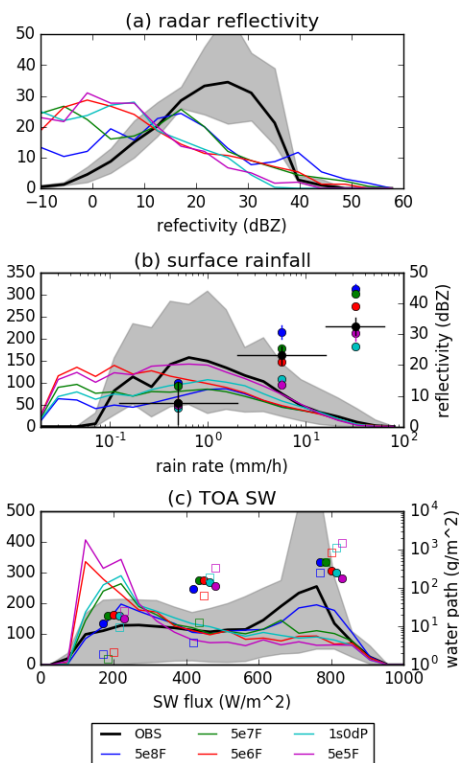 (a) radar reflectivity
50
40
30
20
10
0
−10 0 10 20 30 40 50 60
refectivity (dBZ)
(b) surface rainfall
350
300
250
200
150
100
50
0
50
40
30
20
10
0
reflectivity (dBZ)
10^-1 10^0 10^1 10^2
rain rate (mm/h)
(c) TOA SW
500
400
300
200
100
0
10^4
10^3
10^2
10^1
10^0
water path (g/m^2)
0 200 400 600 800 1000
SW flux (W/m^2)
OBS 5e7F 1s0dP
5e8F 5e6F 5e5F